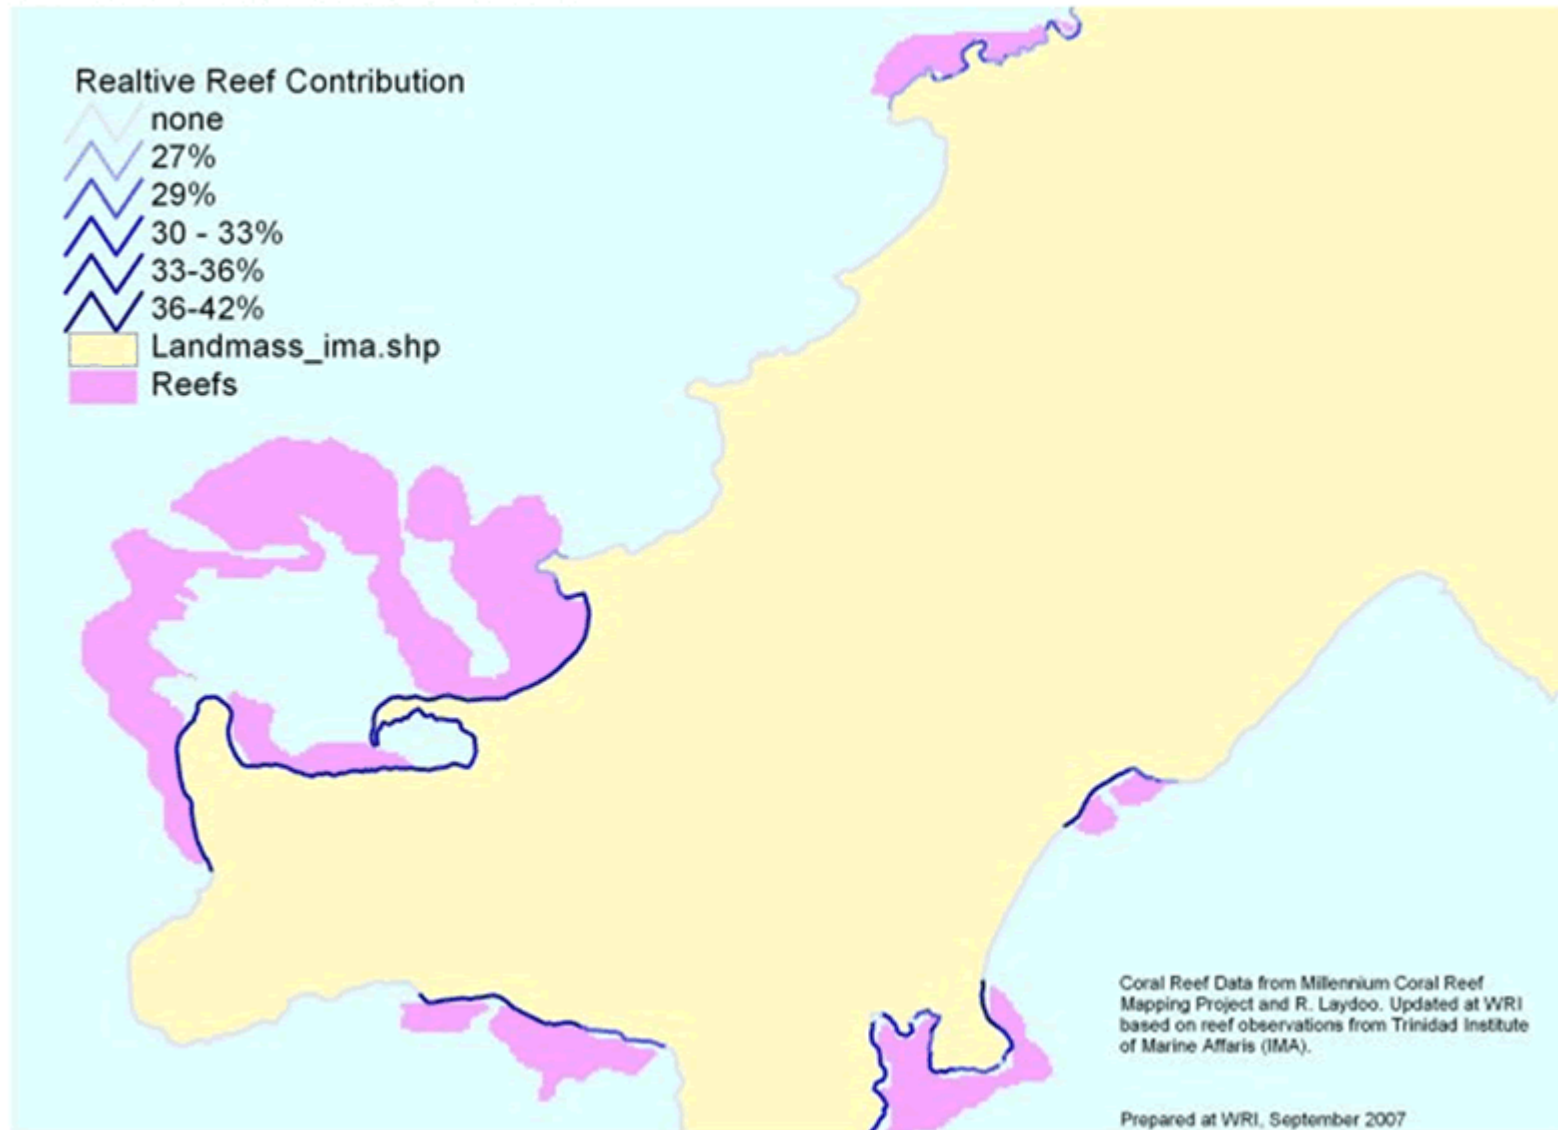 Realtive Reef Contribution
none
27%
29%
30 - 33%
33-36%
36-42%
Landmass_ima.shp
Reefs
Coral Reef Data from Millennium Coral Reef
Mapping Project and R. Laydoo. Updated at WRI
based on reef observations from Trinidad Institute
of Marine Affaris (IMA).
Prepared at WRI, September 2007